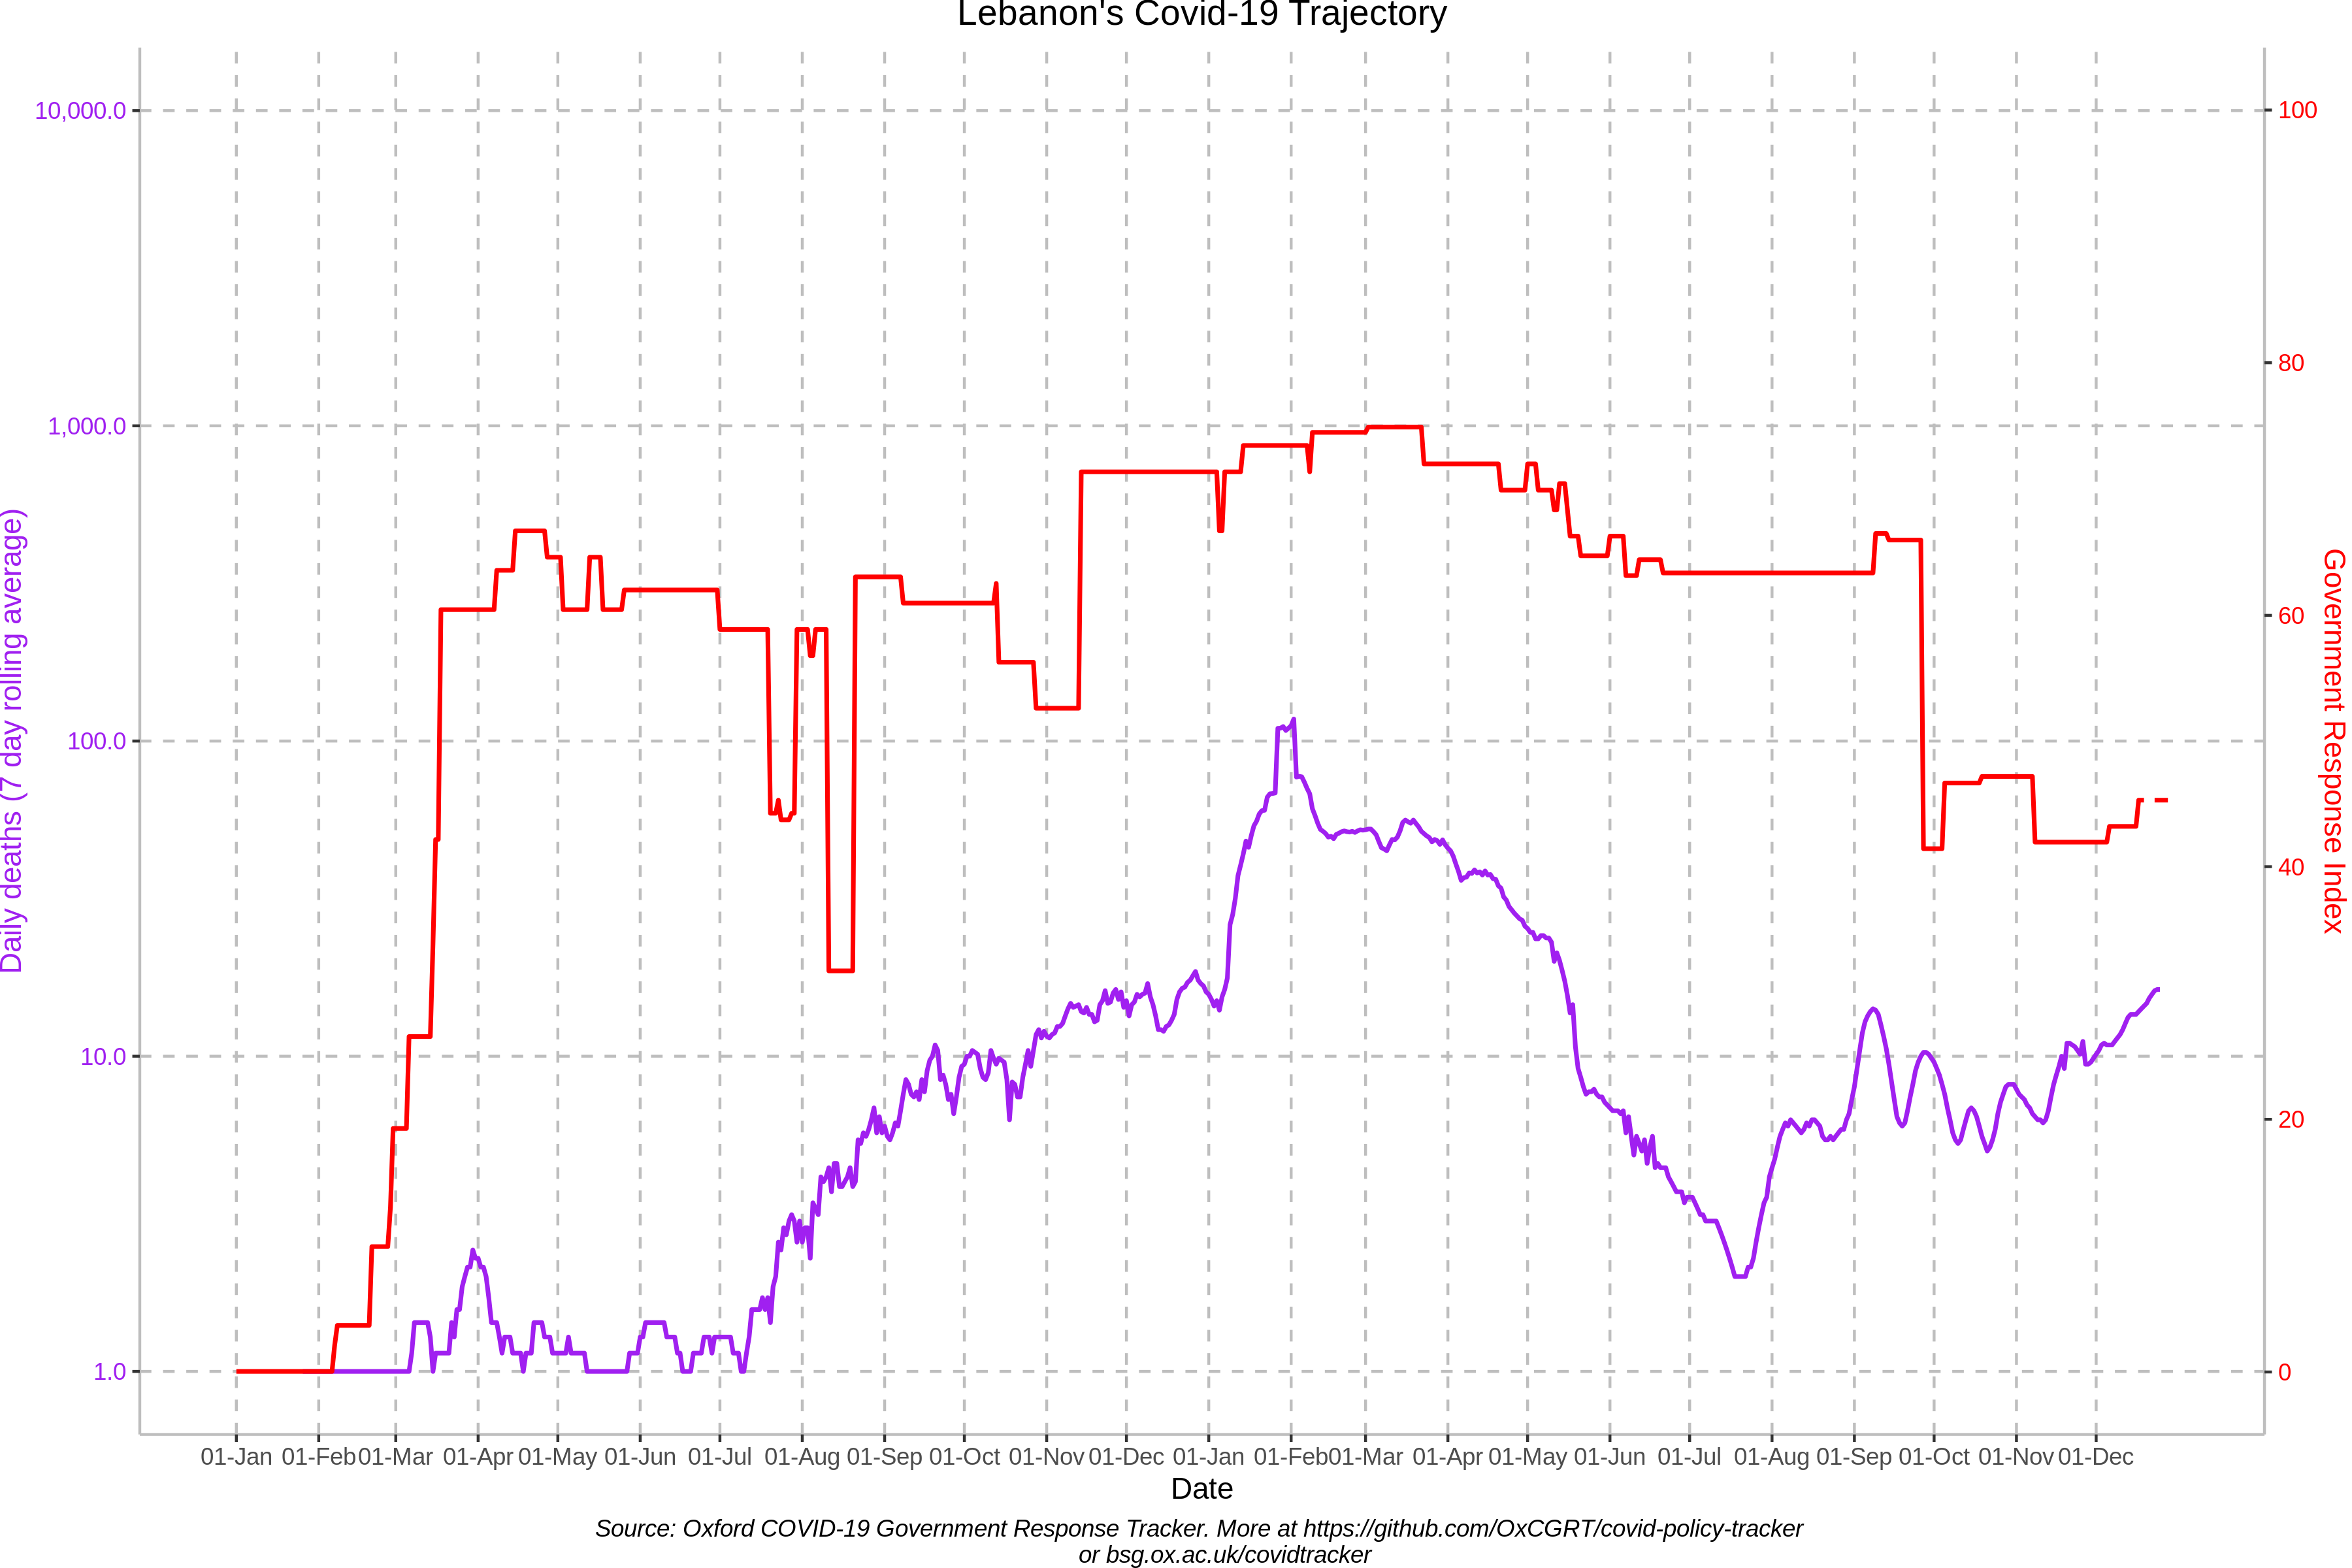 Lebanon's Covid-19 Trajectory
10,000.0
1,000.0
100.0
10.0
1.0
Daily deaths (7 day rolling average)
100
80
60
40
20
0
Government Response Index
01-Jan 01-Feb 01-Mar 01-Apr 01-May 01-Jun 01-Jul 01-Aug 01-Sep 01-Oct 01-Nov 01-Dec 01-Jan 01-Feb 01-Mar 01-Apr 01-May 01-Jun 01-Jul 01-Aug 01-Sep 01-Oct 01-Nov 01-Dec
Date
Source: Oxford COVID-19 Government Response Tracker. More at https://github.com/OxCGRT/covid-policy-tracker
or bsg.ox.ac.uk/covidtracker